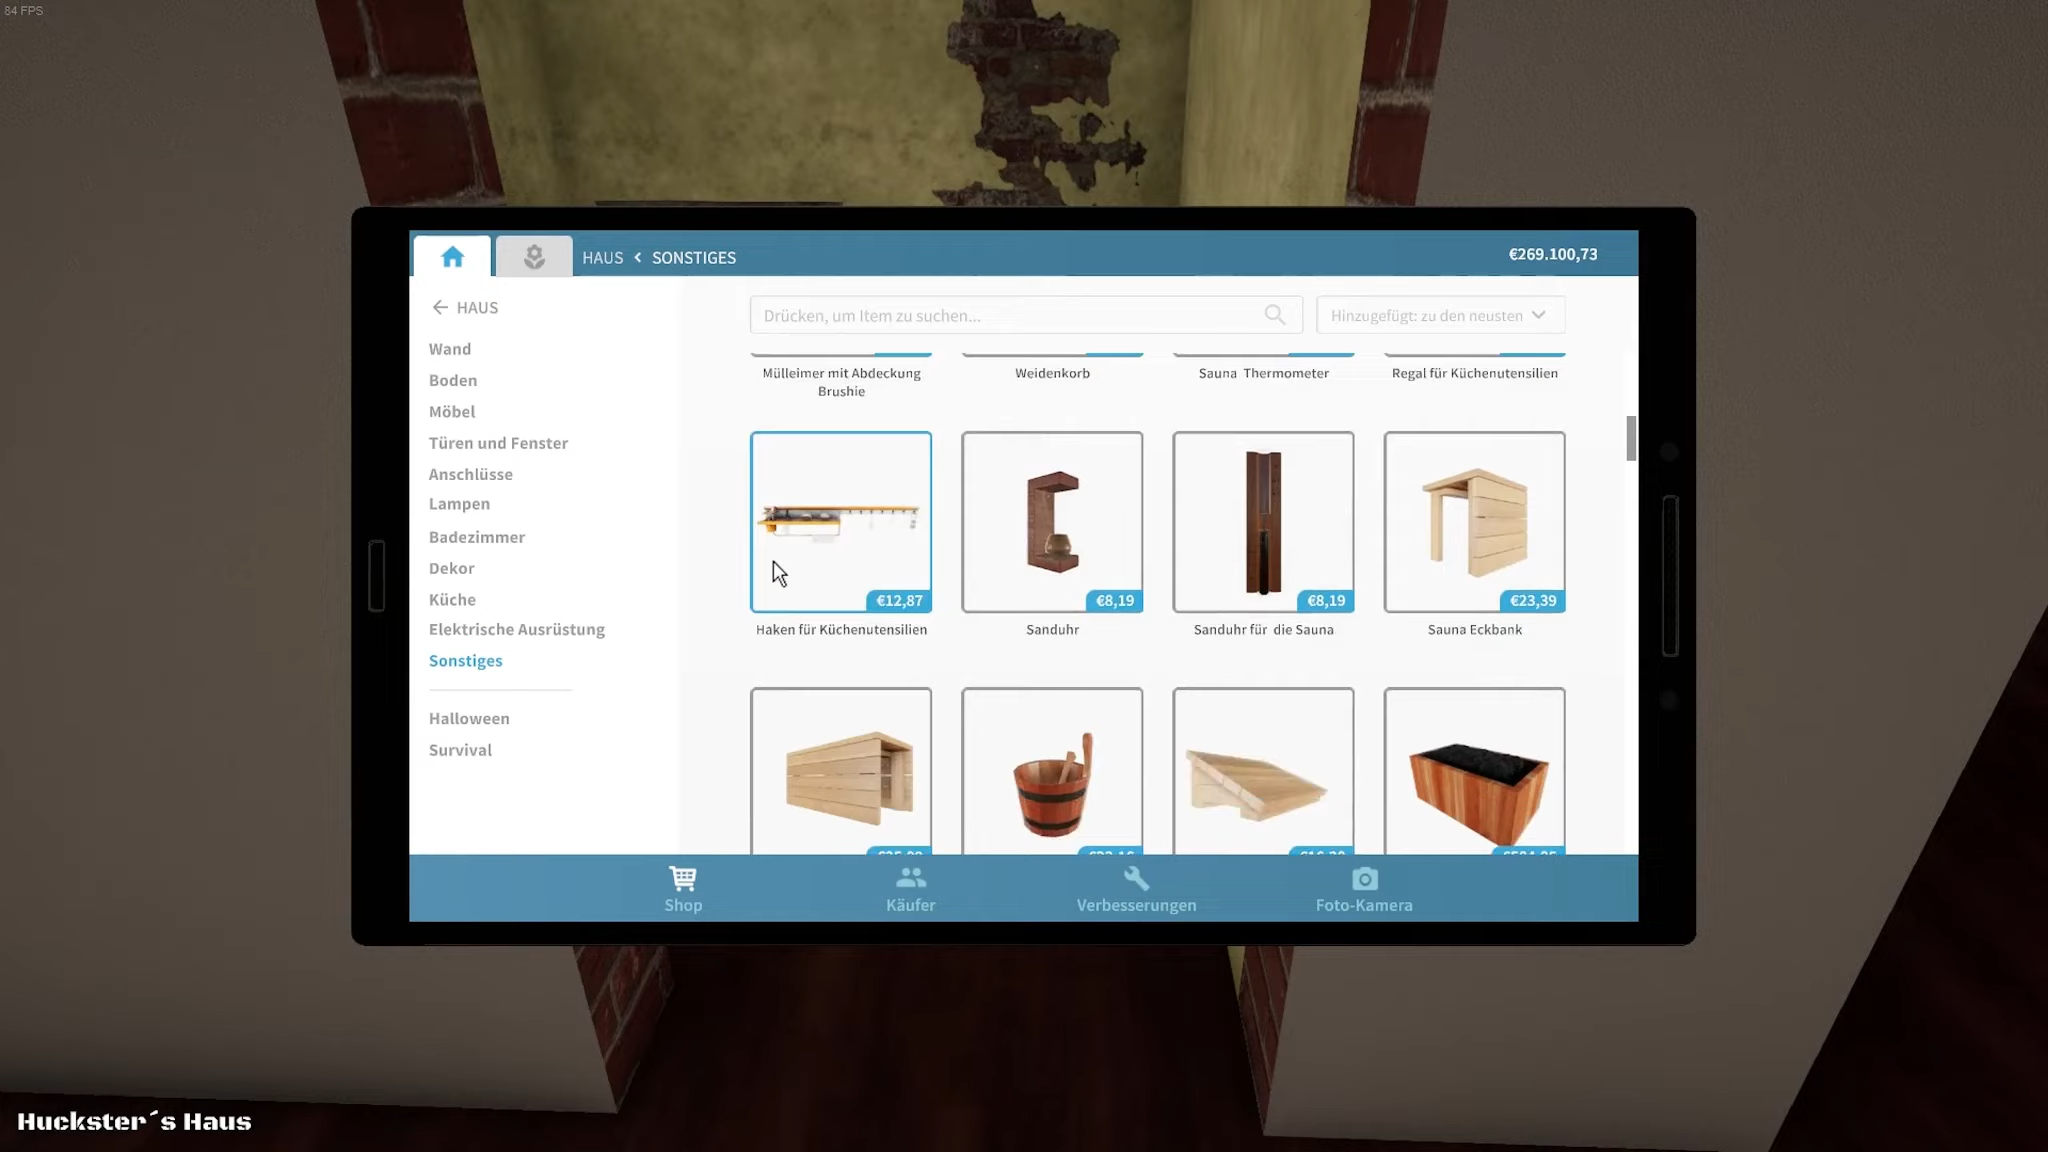 84 FPS
HAUS < SONSTIGES
€269.100,73
HAUS
Wand
Boden
Möbel
Türen und Fenster
Anschlüsse
Lampen
Badezimmer
Dekor
Küche
Elektrische Ausrüstung
Sonstiges
Halloween
Survival
Drücken, um Item zu suchen...
Hinzugefügt: zu den neusten
Mülleimer mit Abdeckung
Brushie
Weidenkorb
Sauna Thermometer
Regal für Küchenutensilien
€12,87
€8,19
€8,19
€23,39
Haken für Küchenutensilien
Sanduhr
Sanduhr für die Sauna
Sauna Eckbank
Shop
Käufer
Verbesserungen
Foto-Kamera
Huckster´s Haus